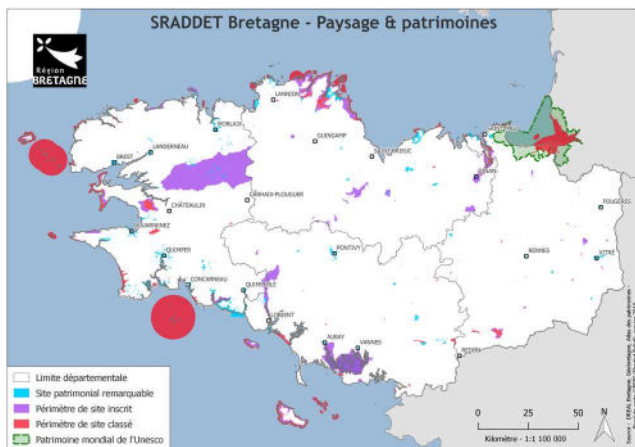 SRADDET Bretagne - Paysage & patrimoines
Région
BRETAGNE
LANNION
MORLAIX
GUINGAMP
LANDERNEAU
BREST
SAINT-BRIEUC
DINAN
CARHAIX-PLOUGUER
CHÂTEAULIN
FOUGÈRES
DOUARNENEZ
QUIMPER
PONTIVY
RENNES
VITRÉ
CONCARNEAU
QUIMPERLÉ
LORIENT
AURAY
VANNES
REDON
Limite départementale
Site patrimonial remarquable
Périmètre de site inscrit
Périmètre de site classé
Patrimoine mondial de l'Unesco
0 25 50
Kilomètre - 1:1 100 000
N